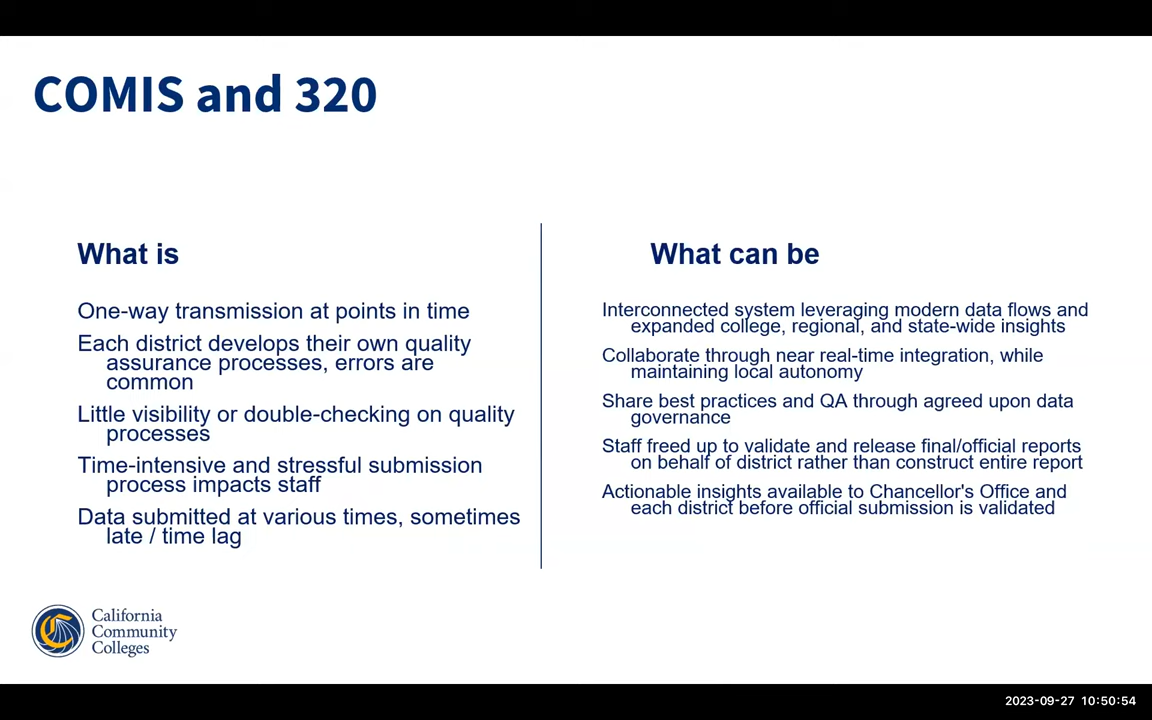 COMIS and 320
What is
One-way transmission at points in time
Each district develops their own quality
assurance processes, errors are
common
Little visibility or double-checking on quality
processes
Time-intensive and stressful submission
process impacts staff
Data submitted at various times, sometimes
late / time lag
What can be
Interconnected system leveraging modern data flows and
expanded college, regional, and state-wide insights
Collaborate through near real-time integration, while
maintaining local autonomy
Share best practices and QA through agreed upon data
governance
Staff freed up to validate and release final/official reports
on behalf of district rather than construct entire report
Actionable insights available to Chancellor's Office and
each district before official submission is validated
California
Community
Colleges
2023-09-27 10:50:54